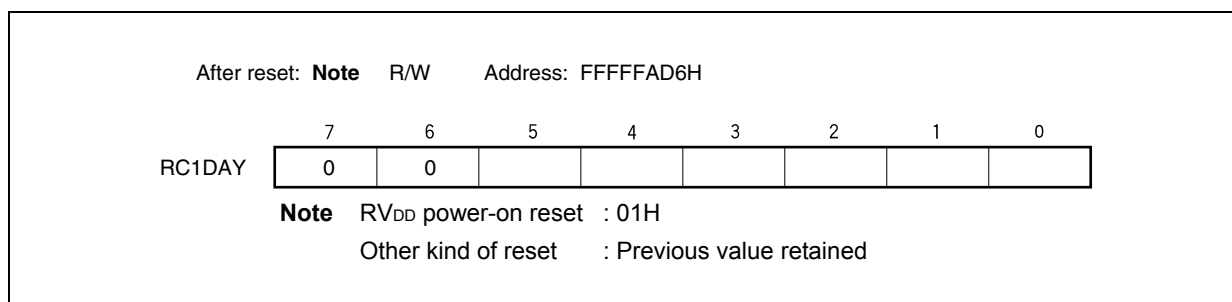 After reset: Note R/W Address: FFFFFAD6H
7 6 5 4 3 2 1 0
RC1DAY 0 0
Note RVDD power-on reset : 01H
Other kind of reset : Previous value retained